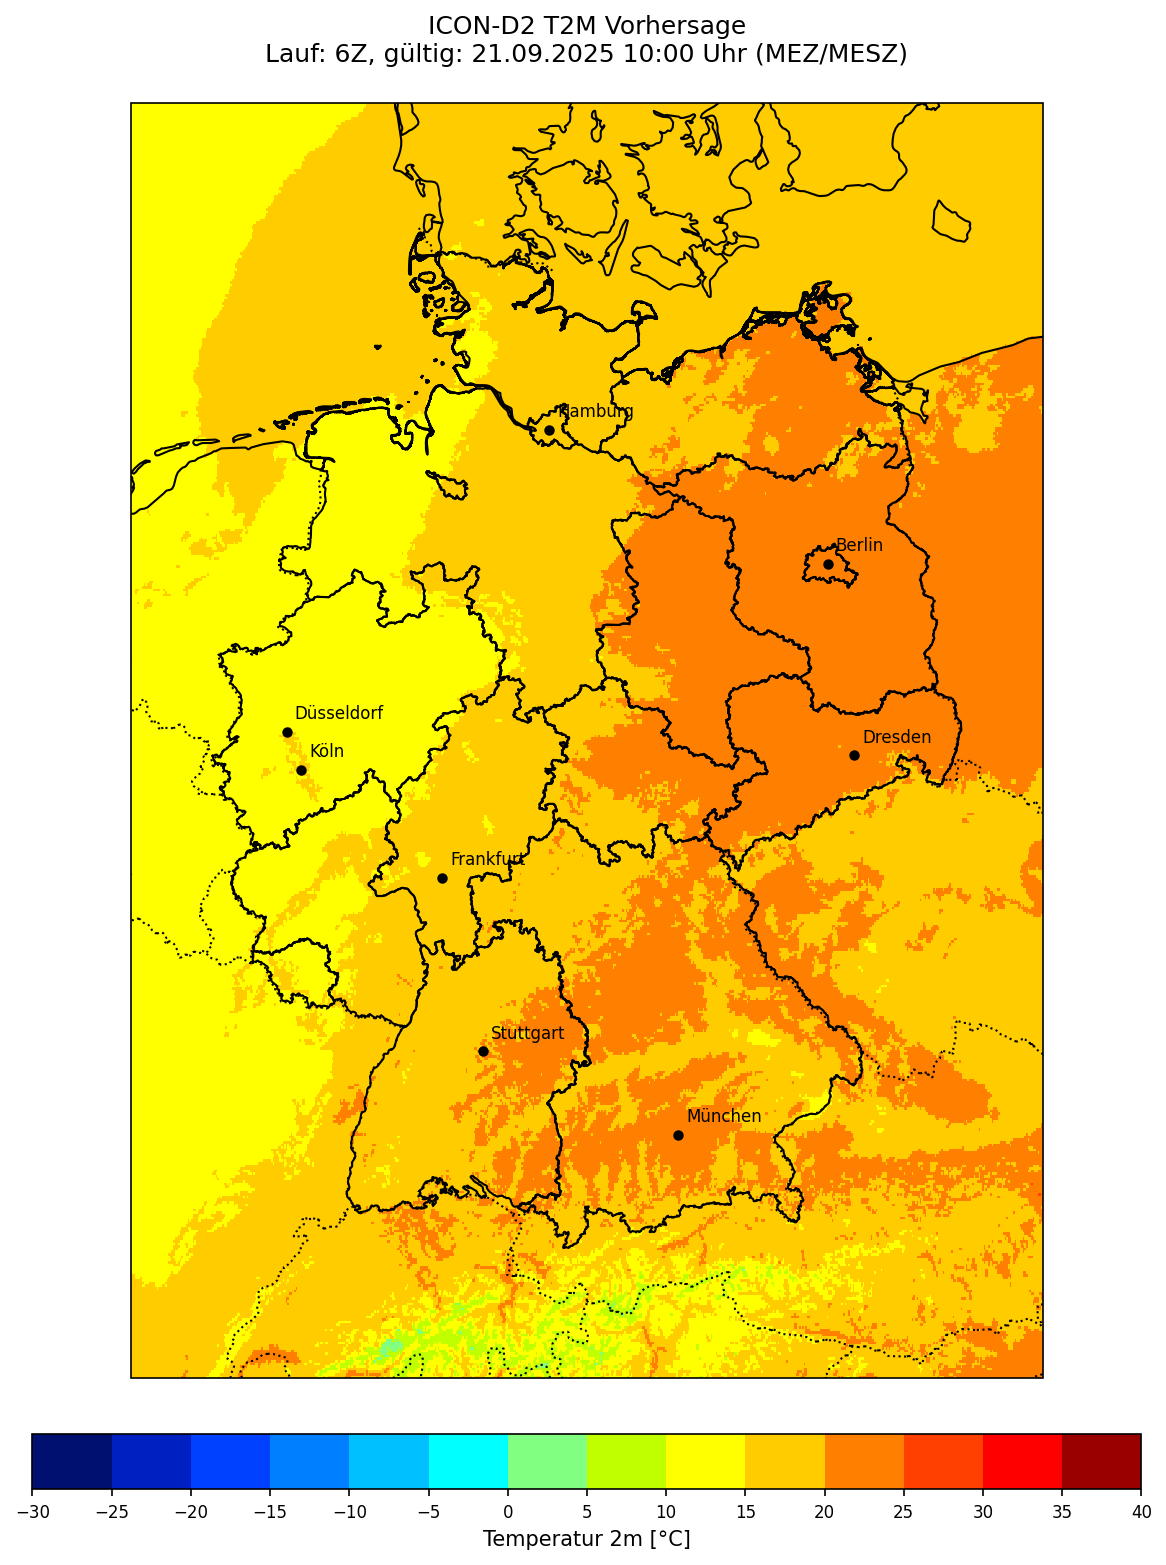 ICON-D2 T2M Vorhersage
Lauf: 6Z, gültig: 21.09.2025 10:00 Uhr (MEZ/MESZ)
Hamburg
Berlin
Düsseldorf
Dresden
Köln
Frankfurt
Stuttgart
München
−30 −25 −20 −15 −10 −5 0 5 10 15 20 25 30 35 40
Temperatur 2m [°C]